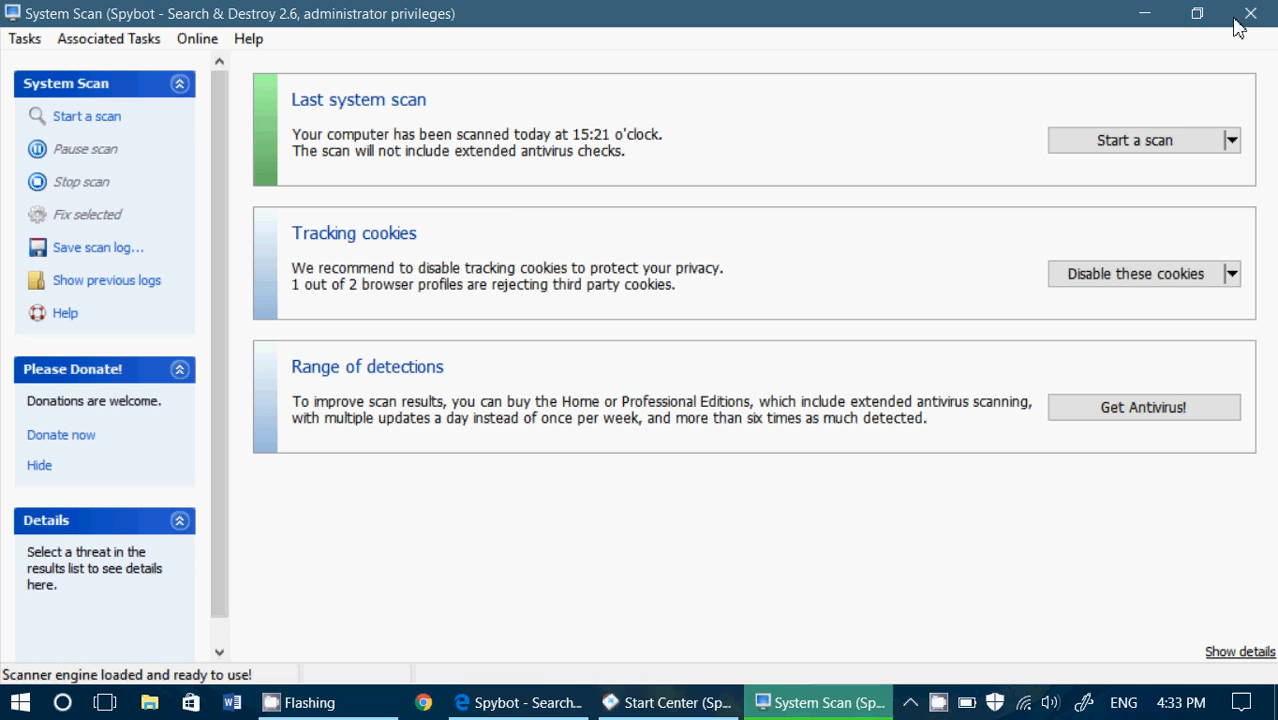 System Scan (Spybot - Search & Destroy 2.6, administrator privileges)
Tasks Associated Tasks Online Help
System Scan
Start a scan
Pause scan
Stop scan
Fix selected
Save scan log...
Show previous logs
Help
Please Donate!
Donations are welcome.
Donate now
Hide
Details
Select a threat in the
results list to see details
here.
Last system scan
Your computer has been scanned today at 15:21 o'clock.
The scan will not include extended antivirus checks.
Start a scan
Tracking cookies
We recommend to disable tracking cookies to protect your privacy.
1 out of 2 browser profiles are rejecting third party cookies.
Disable these cookies
Range of detections
To improve scan results, you can buy the Home or Professional Editions, which include extended antivirus scanning,
with multiple updates a day instead of once per week, and more than six times as much detected.
Get Antivirus!
Show details
Scanner engine loaded and ready to use!
Flashing Spybot - Search... Start Center (Sp... System Scan (Sp... ENG 4:33 PM